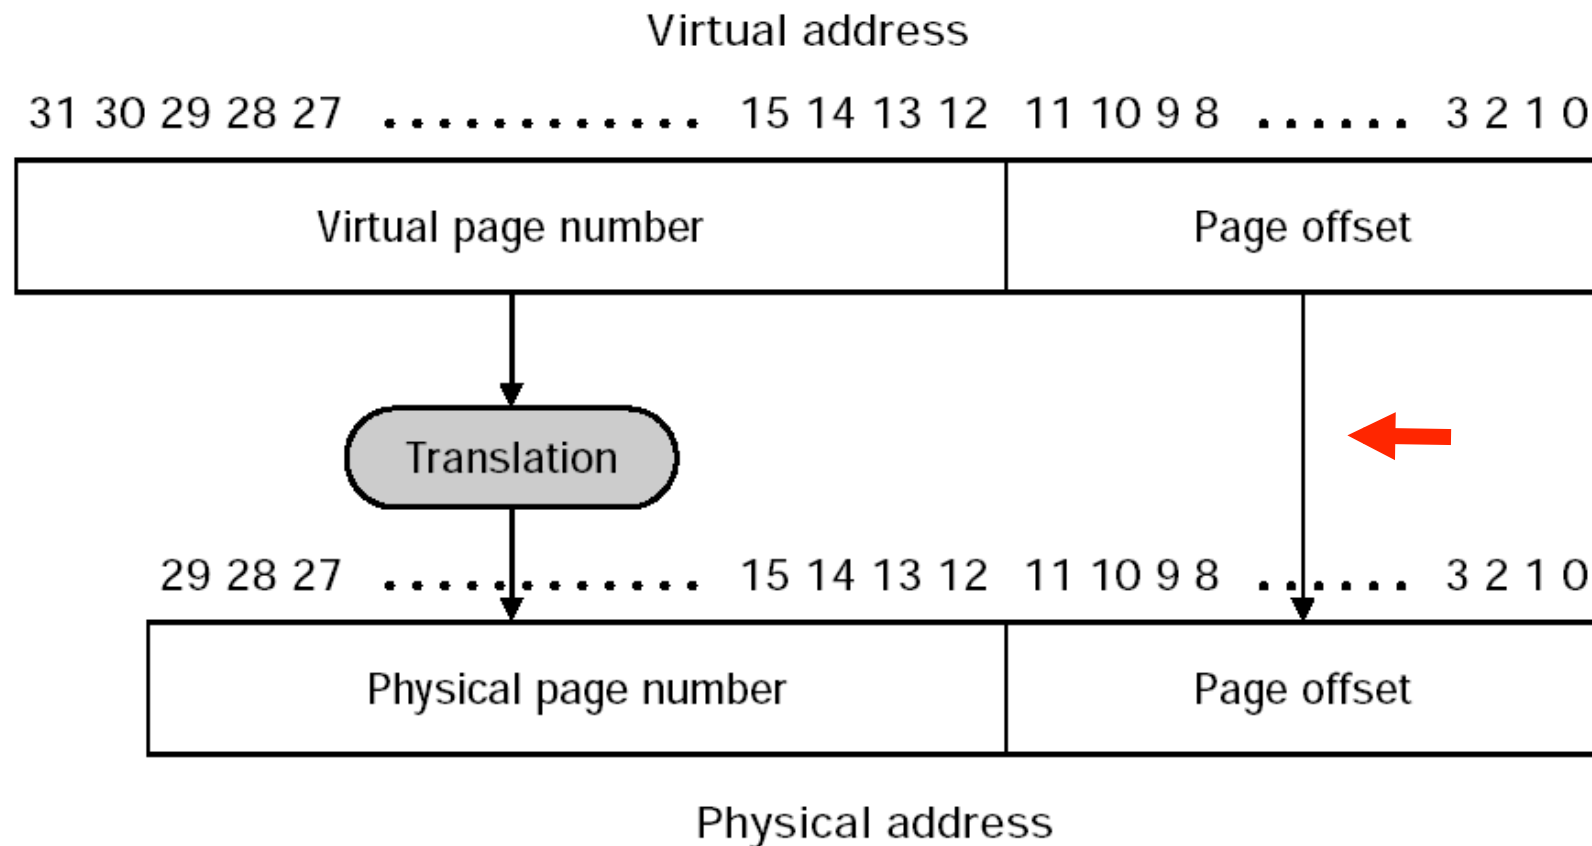 Virtual address
31 30 29 28 27 ............ 15 14 13 12 11 10 9 8 ...... 3 2 1 0
Virtual page number Page offset
Translation
29 28 27 ............ 15 14 13 12 11 10 9 8 ...... 3 2 1 0
Physical page number Page offset
Physical address